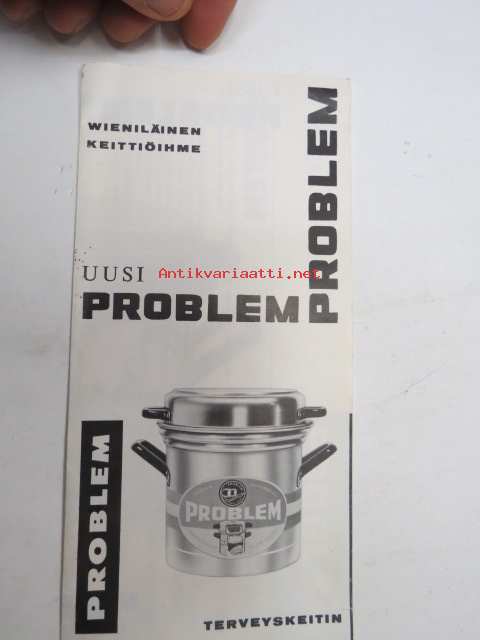 WIENILÄINEN
KEITTIÖIHME
PROBLEM
Antikvariaatti.net
UUSI
PROBLEM
PROBLEM
PROBLEM
TERVEYSKEITIN